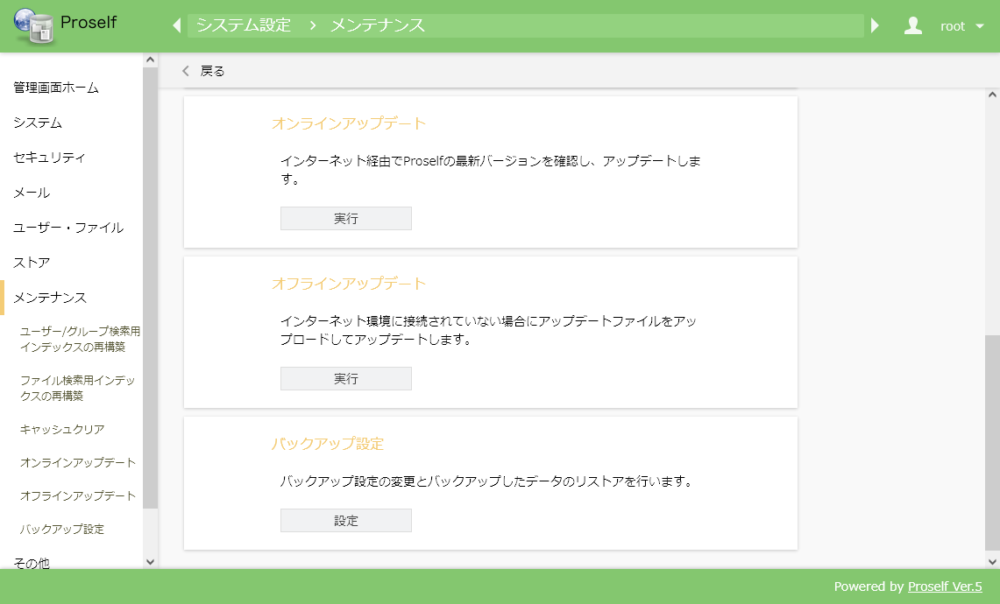 Proself
システム設定 > メンテナンス
root
管理画面ホーム
システム
セキュリティ
メール
ユーザー・ファイル
ストア
メンテナンス
ユーザー/グループ検索用
インデックスの再構築
ファイル検索用インデッ
クスの再構築
キャッシュクリア
オンラインアップデート
オフラインアップデート
バックアップ設定
その他
戻る
オンラインアップデート
インターネット経由でProselfの最新バージョンを確認し、アップデートしま
す。
実行
オフラインアップデート
インターネット環境に接続されていない場合にアップデートファイルをアッ
プロードしてアップデートします。
実行
バックアップ設定
バックアップ設定の変更とバックアップしたデータのリストアを行います。
設定
Powered by Proself Ver.5